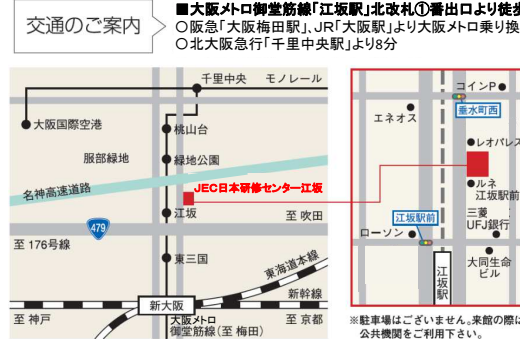 交通のご案内
■大阪メトロ御堂筋線「江坂駅」北改札①番出口より徒歩
○阪急「大阪梅田駅」、JR「大阪駅」より大阪メトロ乗り換
○北大阪急行「千里中央駅」より8分
千里中央 モノレール
大阪国際空港
桃山台
服部緑地
緑地公園
名神高速道路
JEC日本研修センター江坂
江坂
至 吹田
479
至 176号線
東三国
東海道本線
新幹線
新大阪
至 神戸
大阪メトロ
御堂筋線(至 梅田)
至 京都
コインP
エネオス
垂水町西
レオパレス
ルネ
江坂駅前
江坂駅前
三菱
UFJ銀行
ローソン
大同生命
ビル
江坂駅
※駐車場はございません。来館の際に
公共機関をご利用下さい。